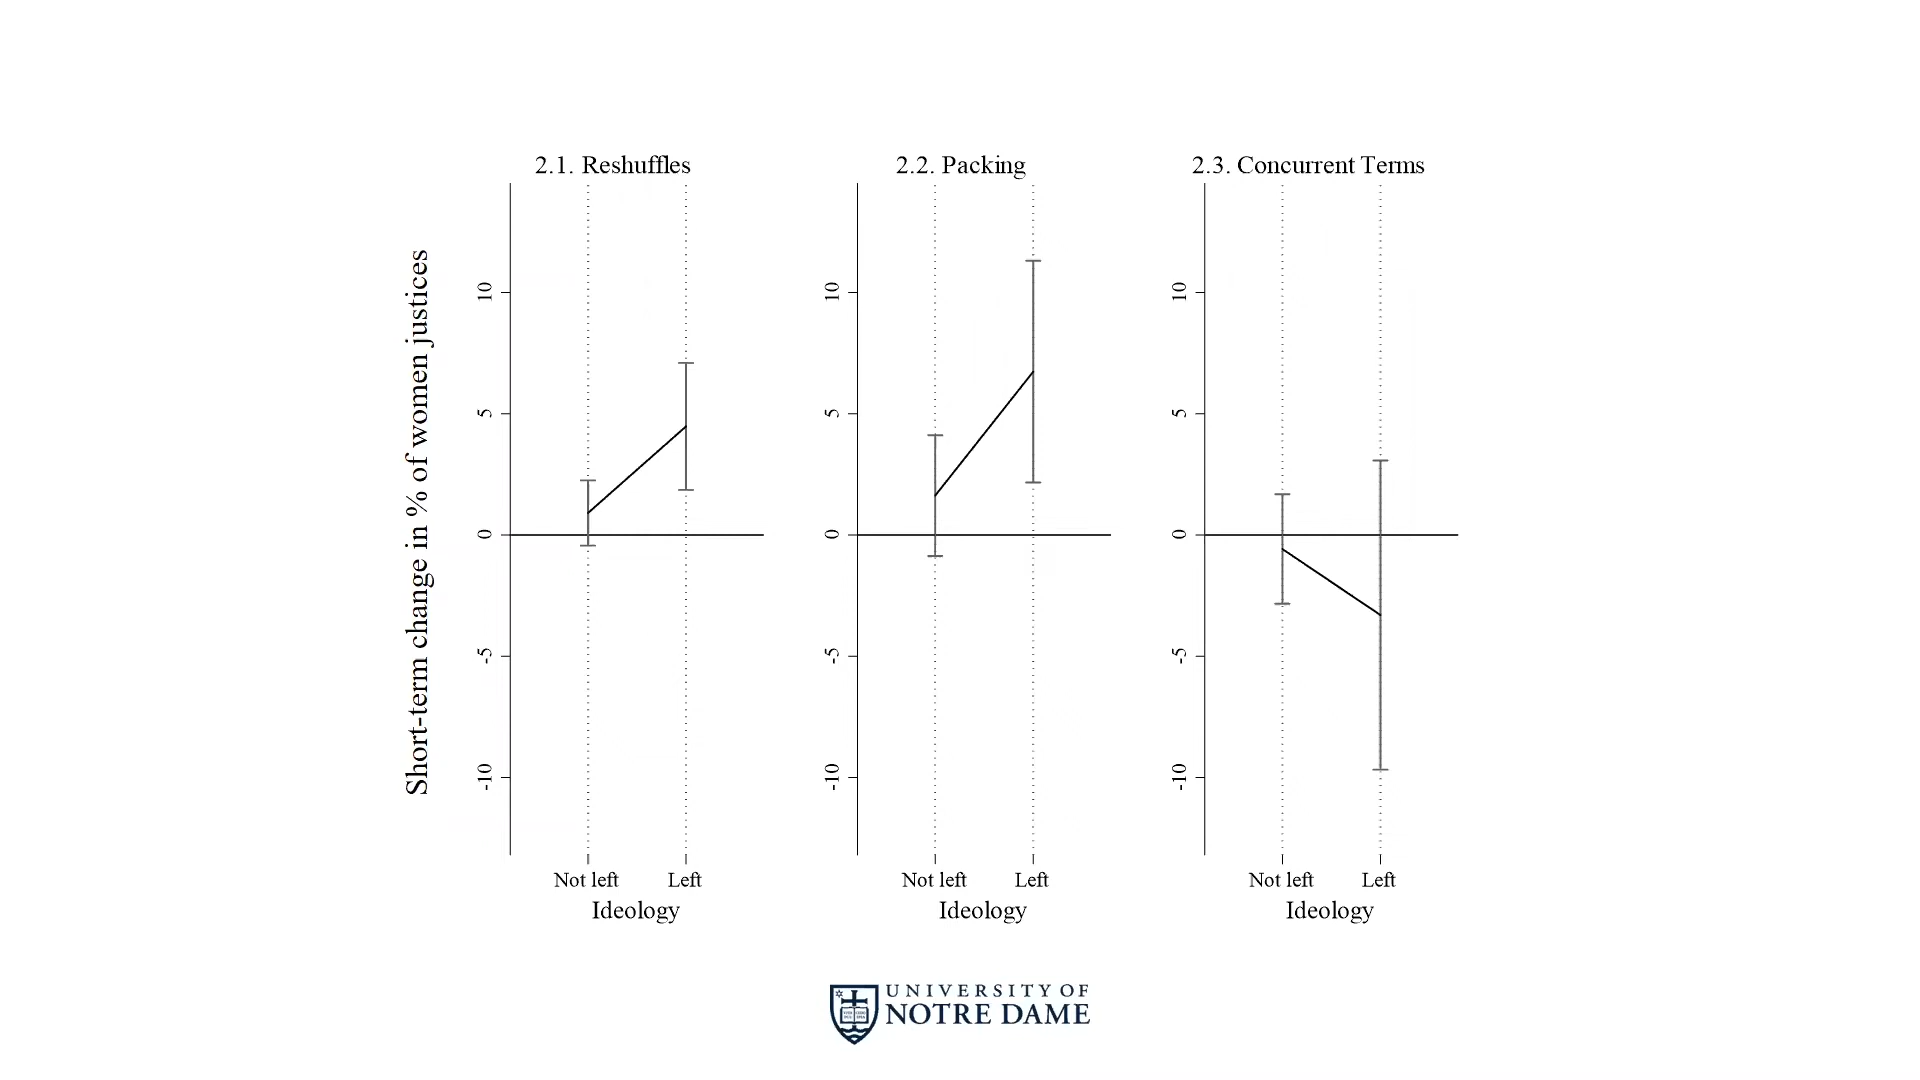 2.1. Reshuffles
2.2. Packing
2.3. Concurrent Terms
Short-term change in % of women justices
10
5
0
-5
-10
10
5
0
-5
-10
10
5
0
-5
-10
Not left
Left
Ideology
Not left
Left
Ideology
Not left
Left
Ideology
UNIVERSITY OF
NOTRE DAME